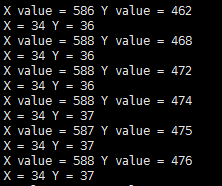 X value = 586 Y value = 462
X = 34 Y = 36
X value = 588 Y value = 468
X = 34 Y = 36
X value = 588 Y value = 472
X = 34 Y = 36
X value = 588 Y value = 474
X = 34 Y = 37
X value = 587 Y value = 475
X = 34 Y = 37
X value = 588 Y value = 476
X = 34 Y = 37